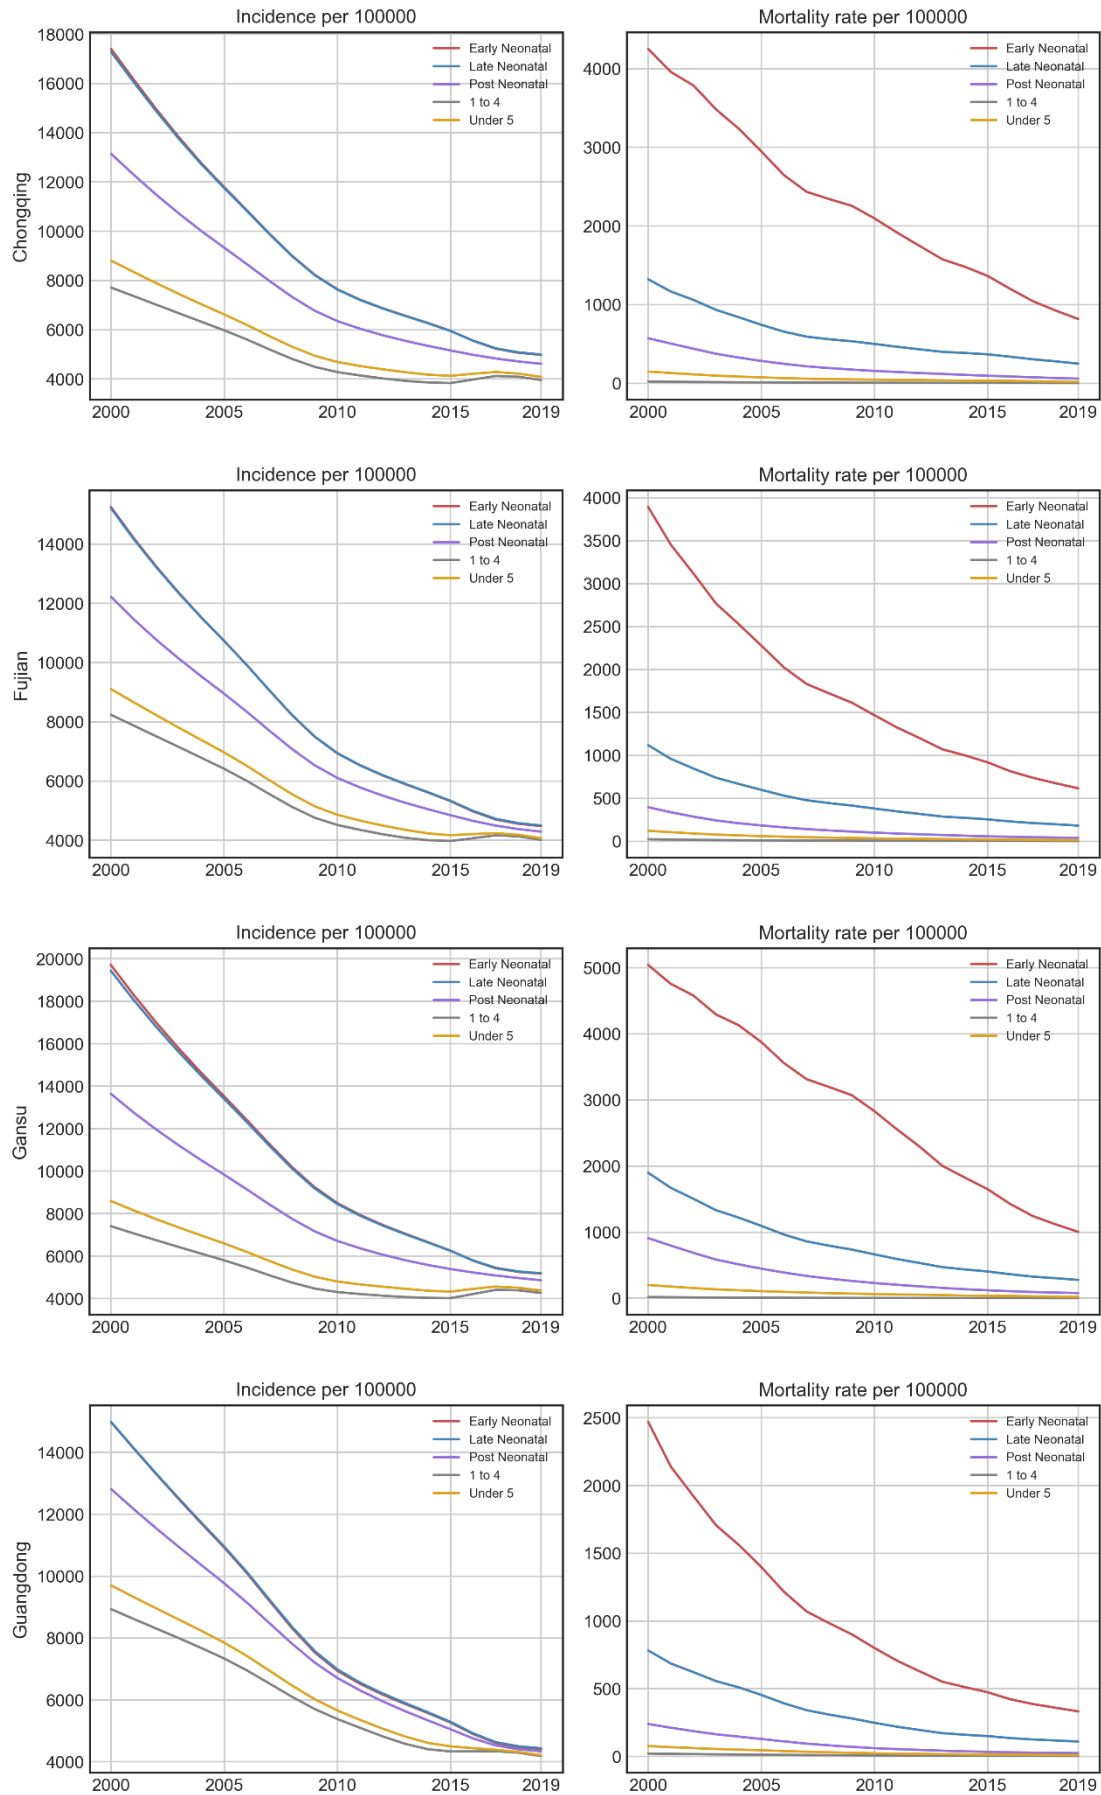 Incidence per 100000
Chongqing
18000
16000
14000
12000
10000
8000
6000
4000
2000 2005 2010 2015 2019
Early Neonatal
Late Neonatal
Post Neonatal
1 to 4
Under 5
Mortality rate per 100000
4000
3000
2000
1000
0
2000 2005 2010 2015 2019
Early Neonatal
Late Neonatal
Post Neonatal
1 to 4
Under 5
Incidence per 100000
Fujian
14000
12000
10000
8000
6000
4000
2000 2005 2010 2015 2019
Early Neonatal
Late Neonatal
Post Neonatal
1 to 4
Under 5
Mortality rate per 100000
4000
3500
3000
2500
2000
1500
1000
500
0
2000 2005 2010 2015 2019
Early Neonatal
Late Neonatal
Post Neonatal
1 to 4
Under 5
Incidence per 100000
Gansu
20000
18000
16000
14000
12000
10000
8000
6000
4000
2000 2005 2010 2015 2019
Early Neonatal
Late Neonatal
Post Neonatal
1 to 4
Under 5
Mortality rate per 100000
5000
4000
3000
2000
1000
0
2000 2005 2010 2015 2019
Early Neonatal
Late Neonatal
Post Neonatal
1 to 4
Under 5
Incidence per 100000
Guangdong
14000
12000
10000
8000
6000
4000
2000 2005 2010 2015 2019
Early Neonatal
Late Neonatal
Post Neonatal
1 to 4
Under 5
Mortality rate per 100000
2500
2000
1500
1000
500
0
2000 2005 2010 2015 2019
Early Neonatal
Late Neonatal
Post Neonatal
1 to 4
Under 5